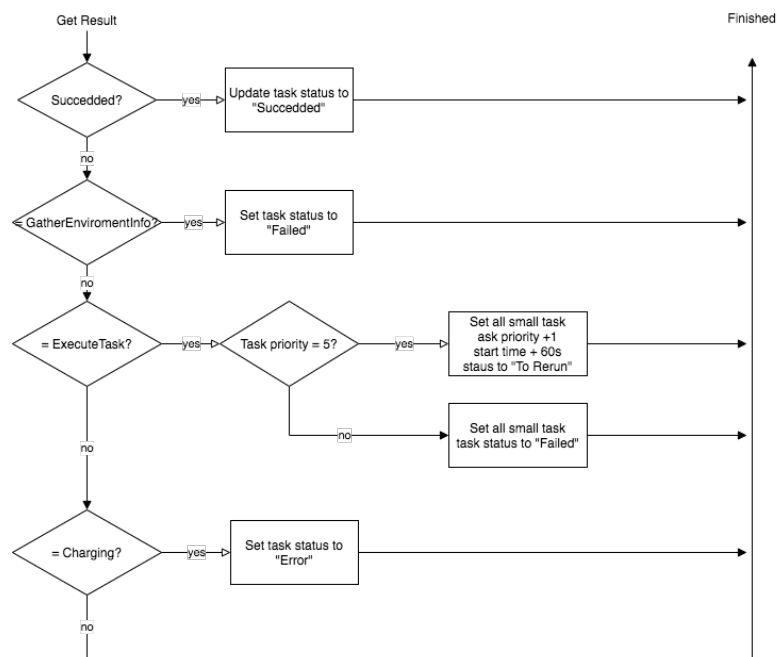 Get Result
Finished
Succedded?
yes
Update task status to
"Succedded"
no
= GatherEnviromentInfo?
yes
Set task status to
"Failed"
no
= ExecuteTask?
yes
Task priority = 5?
yes
Set all small task
ask priority +1
start time + 60s
staus to "To Rerun"
no
Set all small task
task status to "Failed"
no
= Charging?
yes
Set task status to
"Error"
no